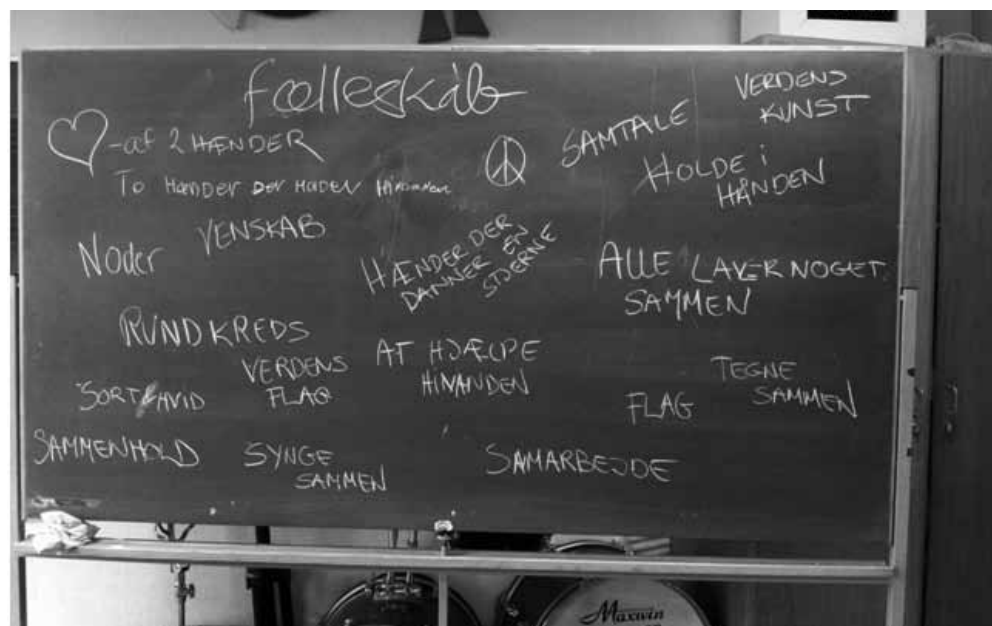 fælleskab
VERDENS
KUNST
SAMTALE
-af 2 HÆNDER
HOLDE i
HÅNDEN
To Hænder Der HOLDEN Hinanden
VENSKAB
Noder
HÆNDER DER
DANNER EN
STJERNE
ALLE LAVER NOGET
SAMMEN
RUNDKREDS
VERDENS
FLAG
AT HJÆLPE
HINANDEN
TEGNE
SAMMEN
SORT & HVID
FLAG
SAMMENHOLD
SYNGE
SAMMEN
SAMARBEJDE
Maxwin